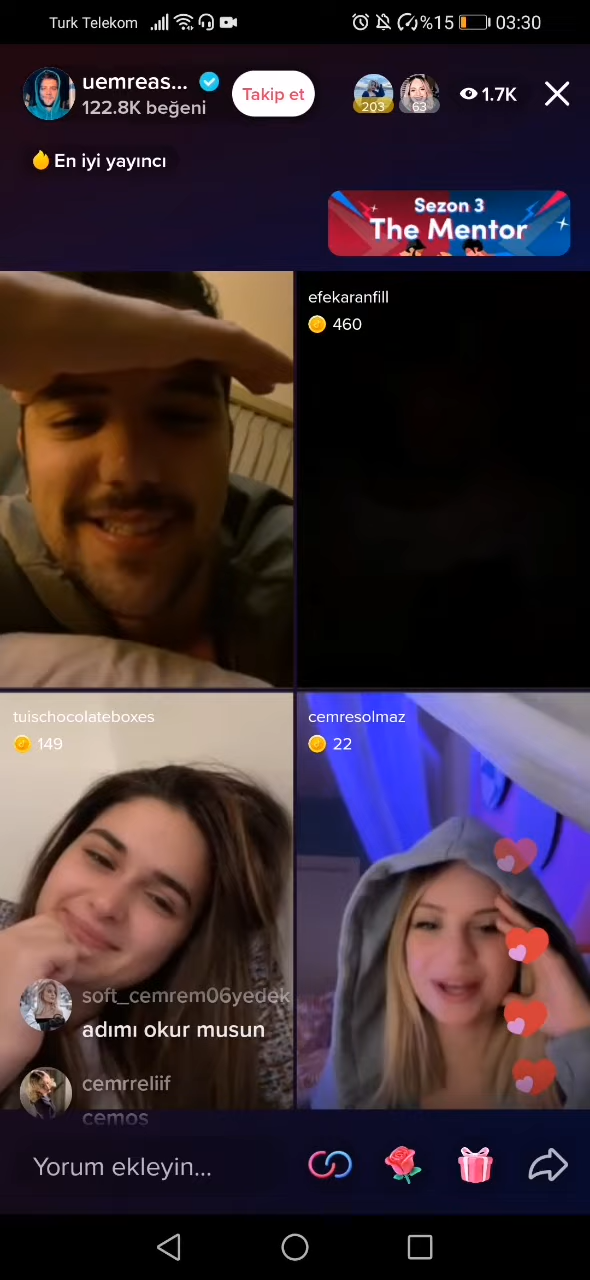 Turk Telekom
%15
03:30
uemreas...
122.8K beğeni
Takip et
203
63
1.7K
En iyi yayıncı
Sezon 3
The Mentor
efekaranfill
460
tuischocolateboxes
149
cemresolmaz
22
soft_cemrem06yedek
adımı okur musun
cemrreliif
cemos
Yorum ekleyin...